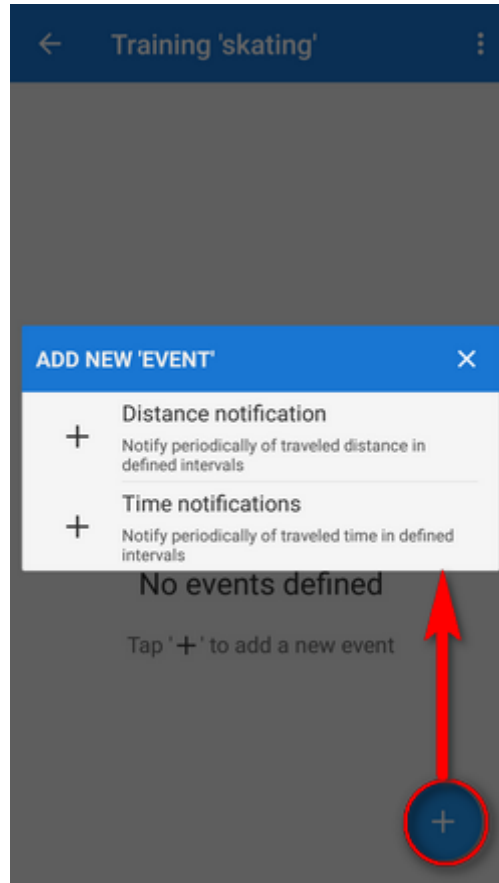 Training 'skating'
ADD NEW 'EVENT'
Distance notification
Notify periodically of traveled distance in
defined intervals
Time notifications
Notify periodically of traveled time in defined
intervals
No events defined
Tap '+' to add a new event